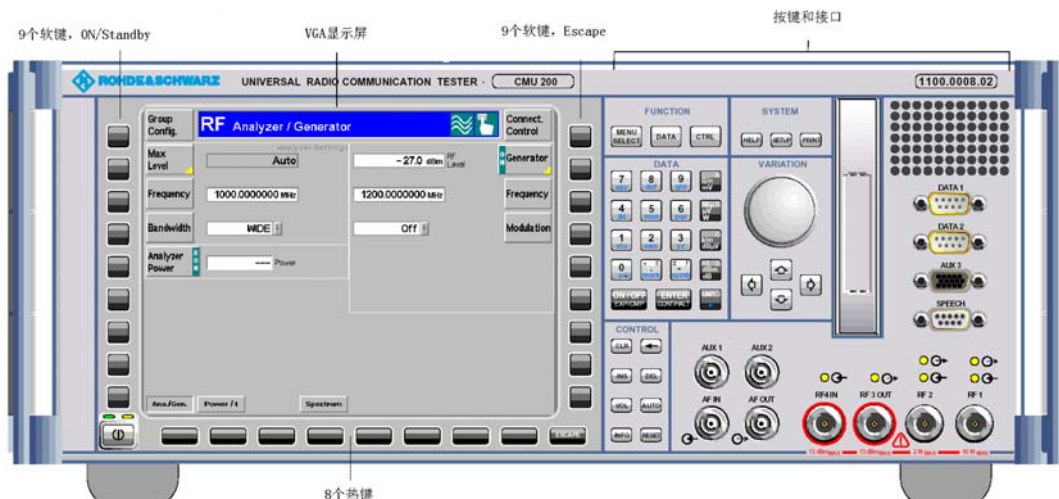 按键和接口
9个软键，ON/Standby
VGA显示屏
9个软键，Escape
ROHDE&SCHWARZ
UNIVERSAL RADIO COMMUNICATION TESTER ·
CMU 200
1100.0008.02
Group
Config.
RF Analyzer / Generator
Connect.
Control
Analyzer Settings
Max
Level
Auto
-27.0 dBm
RF
Level
Generator
Frequency
1000.0000000 MHz
1200.0000000 MHz
Frequency
Bandwidth
WIDE
Off
Modulation
Analyzer
Power
--- Power
Ana./Gen.
Power / t
Spectrum
ESCAPE
FUNCTION
MENU
SELECT
DATA
CTRL
SYSTEM
HELP
SETUP
PRINT
DATA
7
8
9
4
5
6
1
2
3
0
ON / OFF
ENTER
VARIATION
CONTROL
CLR
INS
DEL
VOL
AUTO
INFO
RESET
AUX 1
AUX 2
AF IN
AF OUT
DATA 1
DATA 2
AUX 3
SPEECH
RF4 IN
RF 3 OUT
RF 2
RF 1
8个热键